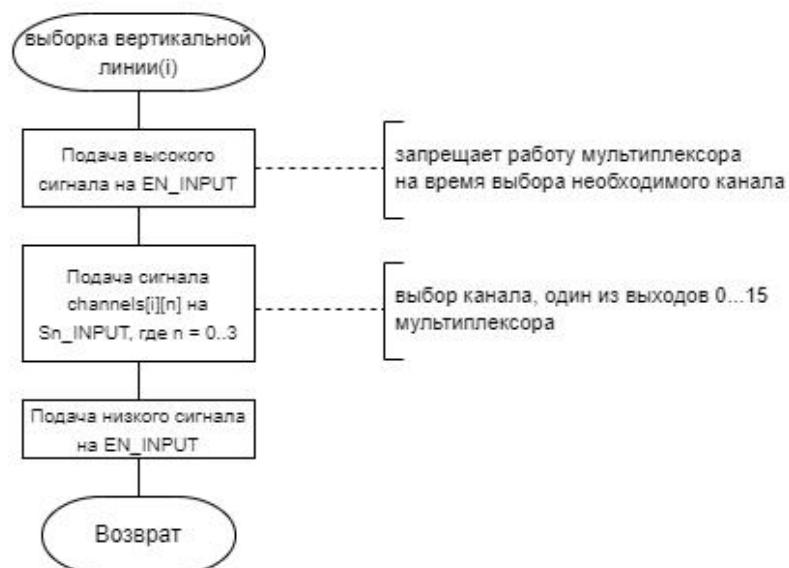 выборка вертикальной
линии(i)
Подача высокого
сигнала на EN_INPUT
запрещает работу мультиплексора
на время выбора необходимого канала
Подача сигнала
channels[i][n] на
Sn_INPUT, где n = 0..3
выбор канала, один из выходов 0...15
мультиплексора
Подача низкого сигнала
на EN_INPUT
Возврат